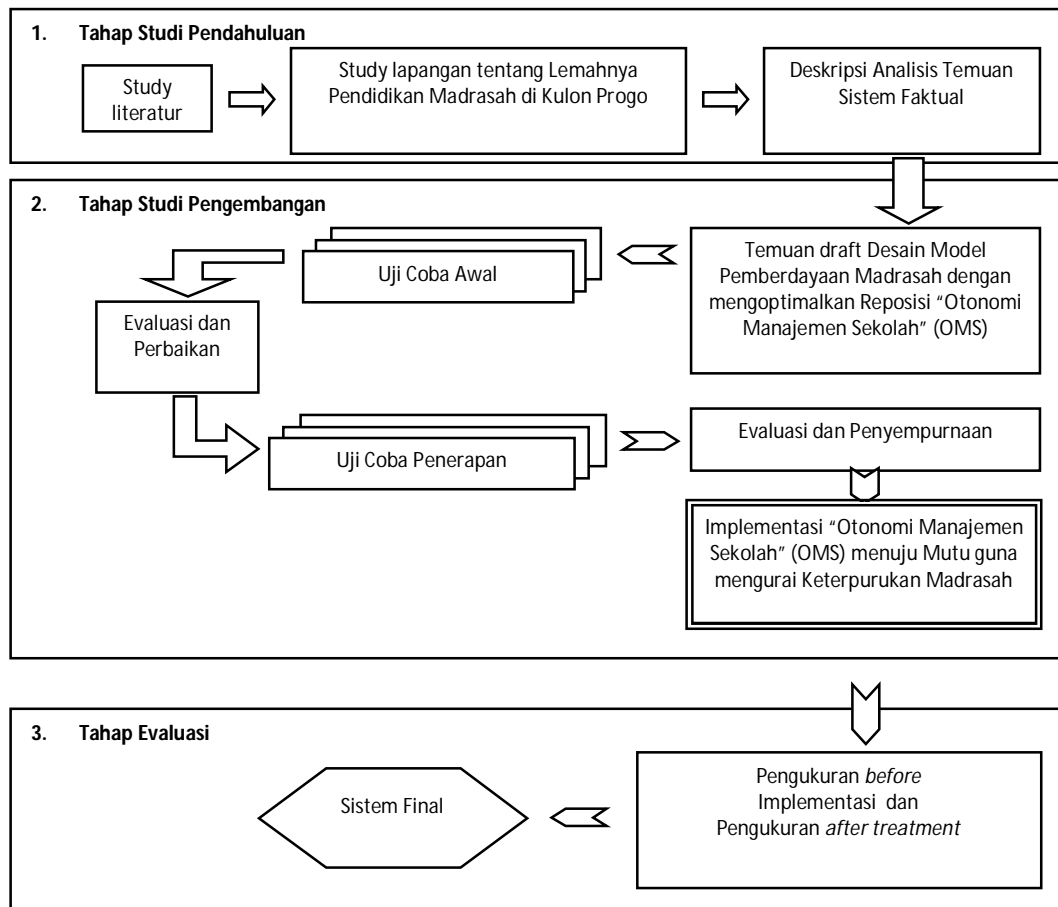 1. Tahap Studi Pendahuluan
Study
literatur
Study lapangan tentang Lemahnya
Pendidikan Madrasah di Kulon Progo
Deskripsi Analisis Temuan
Sistem Faktual
2. Tahap Studi Pengembangan
Temuan draft Desain Model
Pemberdayaan Madrasah dengan
mengoptimalkan Reposisi “Otonomi
Manajemen Sekolah” (OMS)
Uji Coba Awal
Evaluasi dan
Perbaikan
Uji Coba Penerapan
Evaluasi dan Penyempurnaan
Implementasi “Otonomi Manajemen
Sekolah” (OMS) menuju Mutu guna
mengurai Keterpurukan Madrasah
3. Tahap Evaluasi
Pengukuran before
Implementasi dan
Pengukuran after treatment
Sistem Final